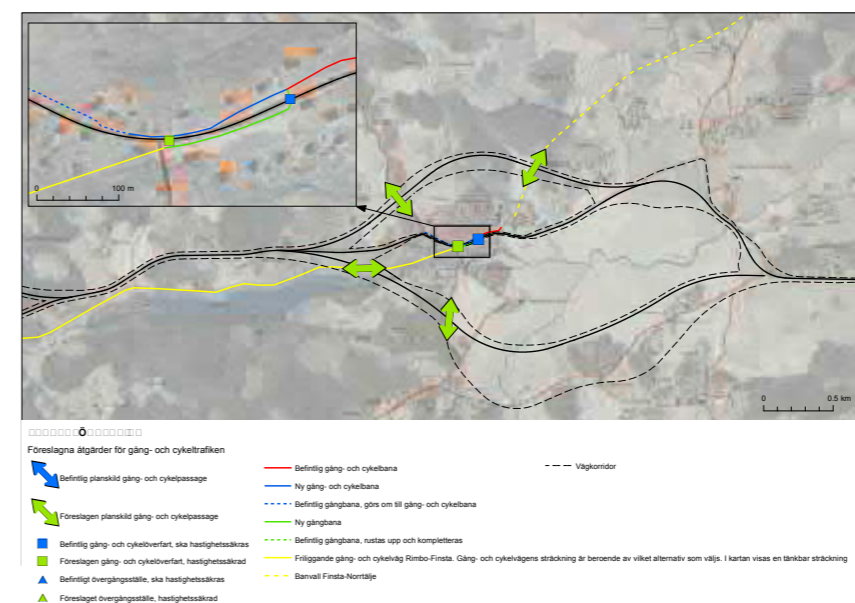 0
100 m
0
0.5 km
Föreslagna åtgärder för gång- och cykeltrafiken
Befintlig planskild gång- och cykelpassage
Föreslagen planskild gång- och cykelpassage
Befintlig gång- och cykelöverfart, ska hastighetssäkras
Föreslagen gång- och cykelöverfart, hastighetssäkrad
Befintligt övergångsställe, ska hastighetssäkras
Föreslaget övergångsställe, hastighetssäkrad
Befintlig gång- och cykelbana
Ny gång- och cykelbana
Befintlig gångbana, görs om till gång- och cykelbana
Ny gångbana
Befintlig gångbana, rustas upp och kompletteras
Friliggande gång- och cykelväg Rimbo-Finsta. Gång- och cykelvägens sträckning är beroende av vilket alternativ som väljs. I kartan visas en tänkbar sträckning
Banvall Finsta-Norrtälje
Vägkorridor